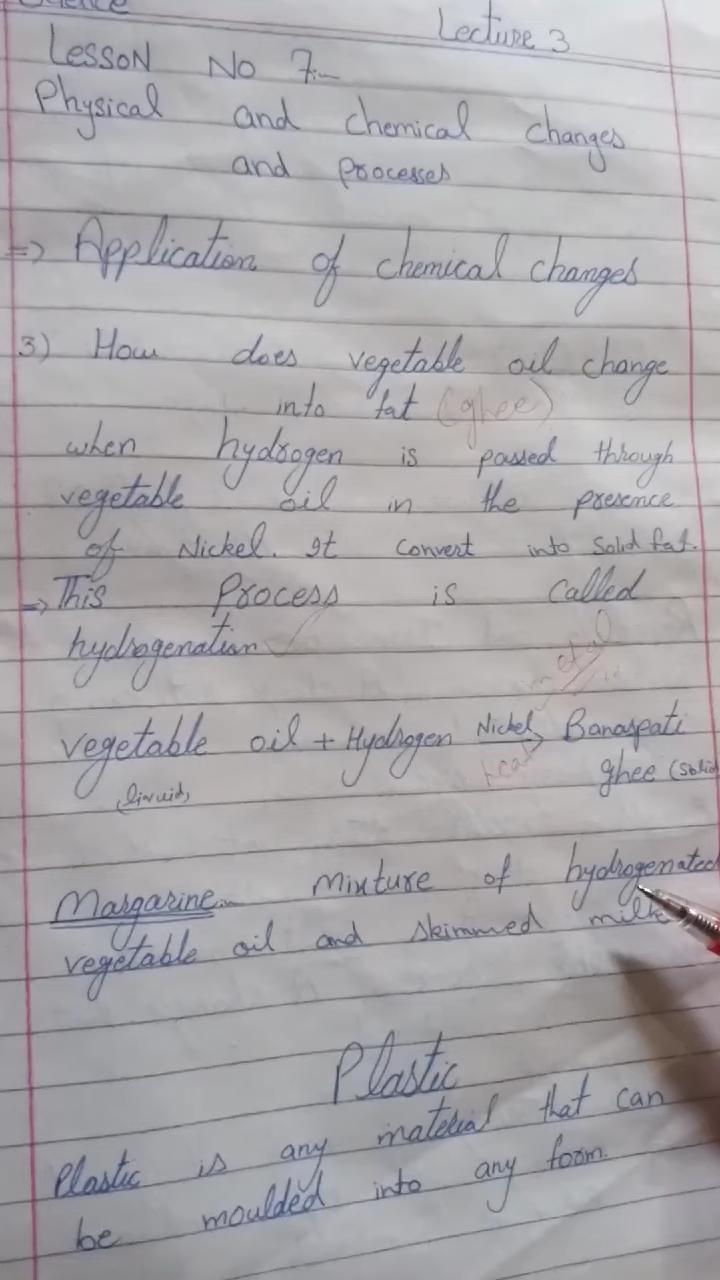 Science
Lecture 3
Lesson No 7:-
Physical and chemical changes
and processes
=> Application of chemical changes
3) How does vegetable oil change
into fat (ghee)
when hydrogen is passed through
vegetable oil in the presence
of Nickel. It convert into solid fat.
=> This process is called
hydrogenation
metal
vegetable oil + Hydrogen Nickel Banaspati
heat ghee (solid
Margarine:- Mixture of hydrogenated
vegetable oil and skimmed milk
Plastic
Plastic is any material that can
be moulded into any form.